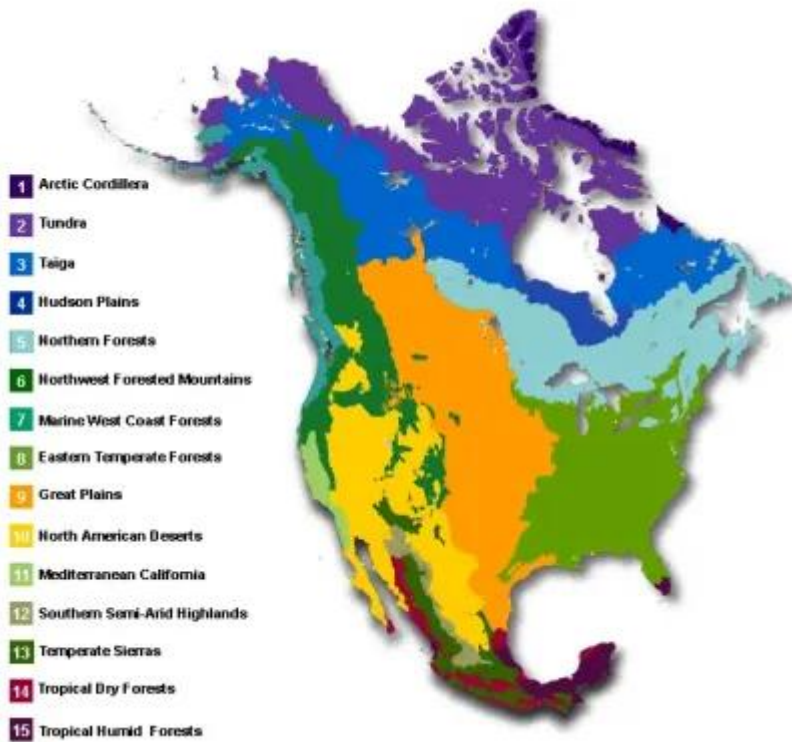 1 Arctic Cordillera
2 Tundra
3 Taiga
4 Hudson Plains
5 Northern Forests
6 Northwest Forested Mountains
7 Marine West Coast Forests
8 Eastern Temperate Forests
9 Great Plains
10 North American Deserts
11 Mediterranean California
12 Southern Semi-Arid Highlands
13 Temperate Sierras
14 Tropical Dry Forests
15 Tropical Humid Forests